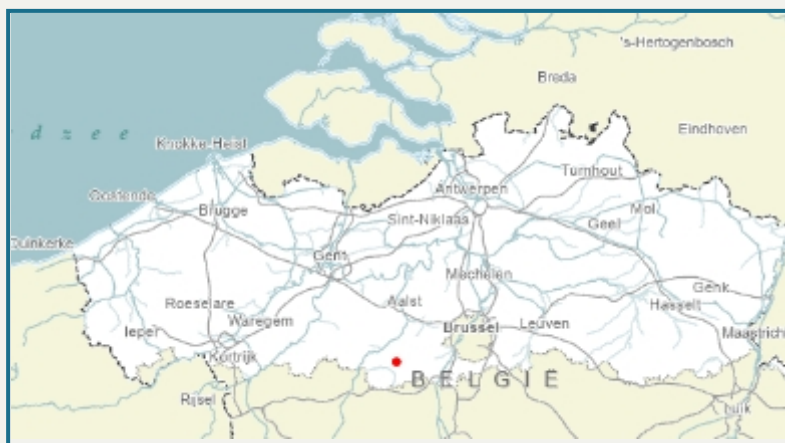 's-Hertogenbosch
Breda
Eindhoven
d z e e
Knokke-Heist
Turnhout
Antwerpen
Oostende
Brugge
Sint-Niklaas
Geel
Mol
Duinkerke
Gent
Mechelen
Genk
Roeselare
Aalst
Hasselt
Ieper
Waregem
Brussel
Leuven
Maastrich
Kortrijk
BELGIË
Rijsel
Luik